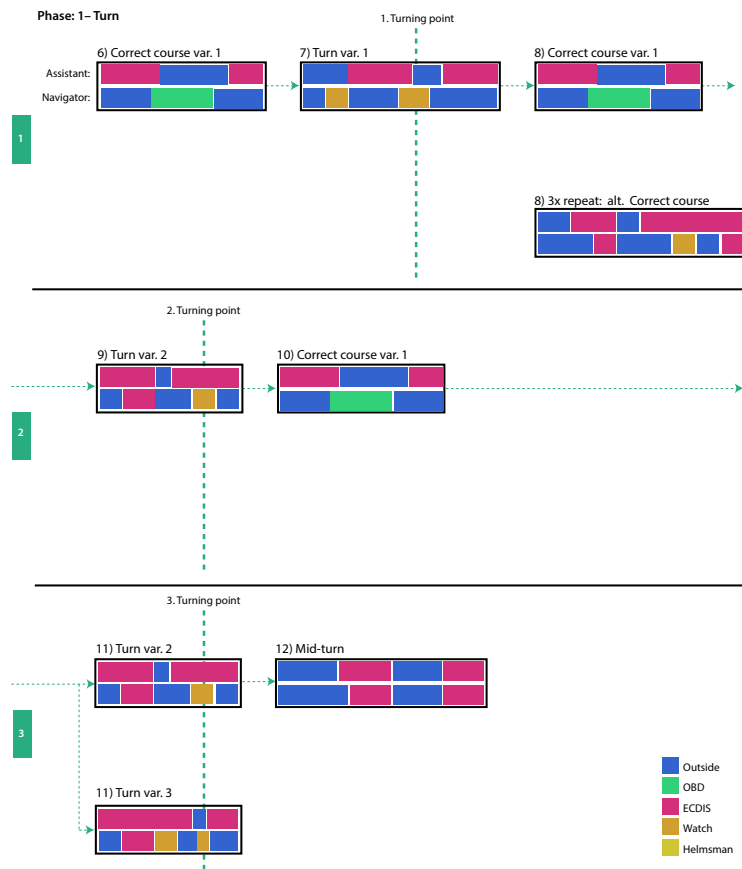 Phase: 1– Turn
1. Turning point
6) Correct course var. 1
7) Turn var. 1
8) Correct course var. 1
Assistant:
Navigator:
1
8) 3x repeat: alt. Correct course
2. Turning point
9) Turn var. 2
10) Correct course var. 1
2
3. Turning point
11) Turn var. 2
12) Mid-turn
3
11) Turn var. 3
Outside
OBD
ECDIS
Watch
Helmsman